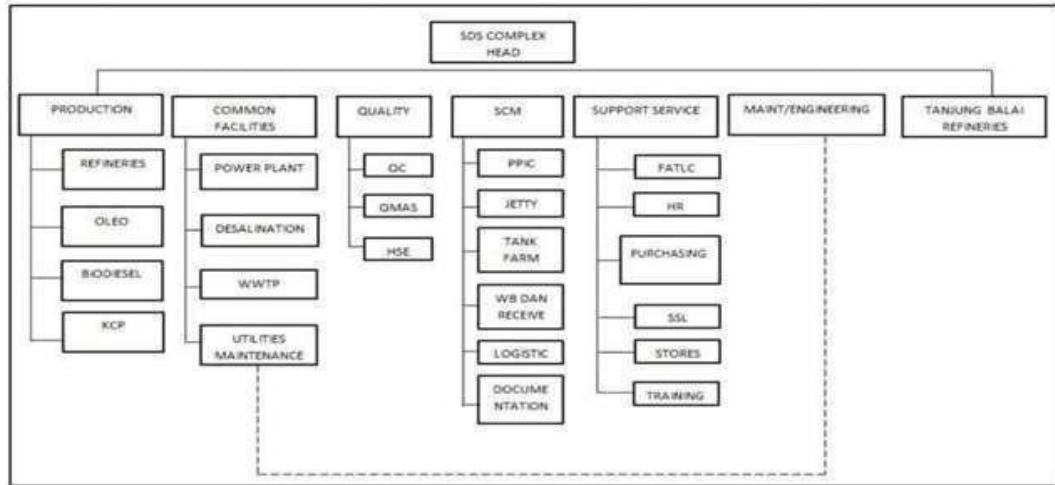 SDS COMPLEX
HEAD
PRODUCTION
COMMON
FACILITIES
QUALITY
SCM
SUPPORT SERVICE
MAINT/ENGINEERING
TANJUNG BALAI
REFINERIES
REFINERIES
OLEO
BIODIESEL
KCP
POWER PLANT
DESALINATION
WWTP
UTILITIES
MAINTENANCE
QC
QMAS
HSE
PPIC
JETTY
TANK
FARM
WB DAN
RECEIVE
LOGISTIC
DOCUME
NTATION
FATLC
HR
PURCHASING
SSL
STORES
TRAINING